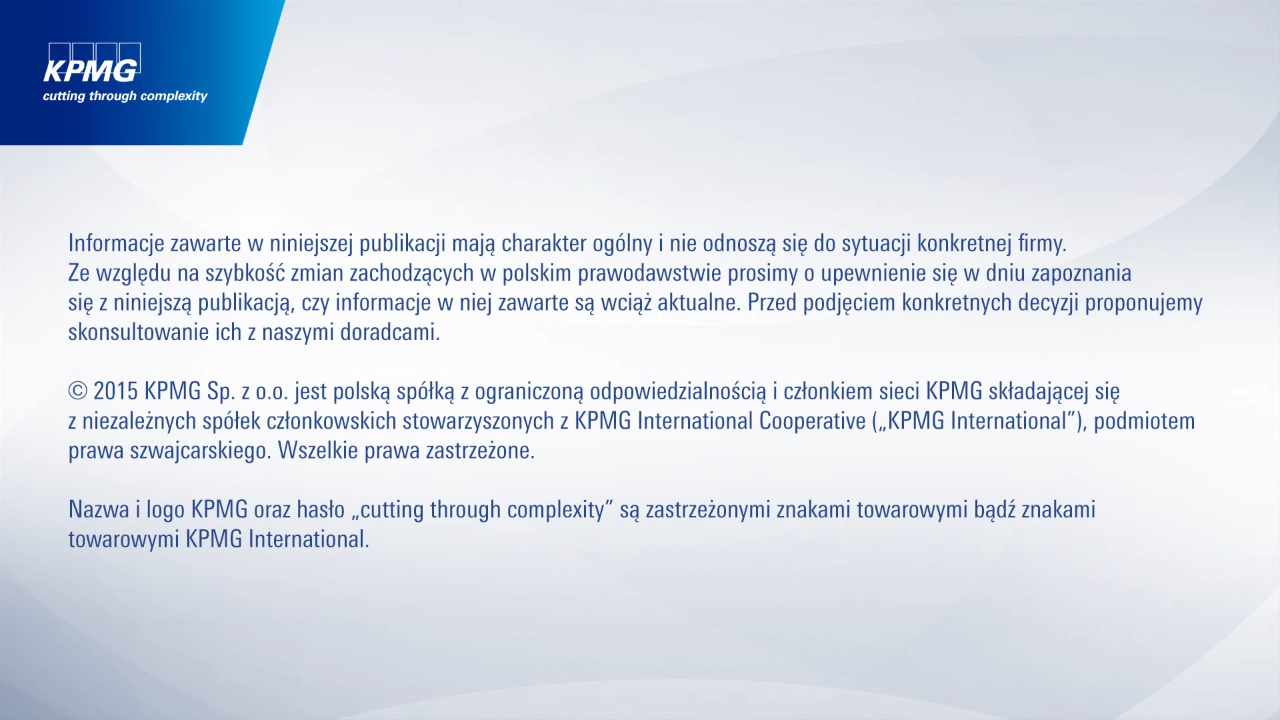 KPMG
cutting through complexity
Informacje zawarte w niniejszej publikacji mają charakter ogólny i nie odnoszą się do sytuacji konkretnej firmy.
Ze względu na szybkość zmian zachodzących w polskim prawodawstwie prosimy o upewnienie się w dniu zapoznania
się z niniejszą publikacją, czy informacje w niej zawarte są wciąż aktualne. Przed podjęciem konkretnych decyzji proponujemy
skonsultowanie ich z naszymi doradcami.
© 2015 KPMG Sp. z o.o. jest polską spółką z ograniczoną odpowiedzialnością i członkiem sieci KPMG składającej się
z niezależnych spółek członkowskich stowarzyszonych z KPMG International Cooperative („KPMG International”), podmiotem
prawa szwajcarskiego. Wszelkie prawa zastrzeżone.
Nazwa i logo KPMG oraz hasło „cutting through complexity” są zastrzeżonymi znakami towarowymi bądź znakami
towarowymi KPMG International.